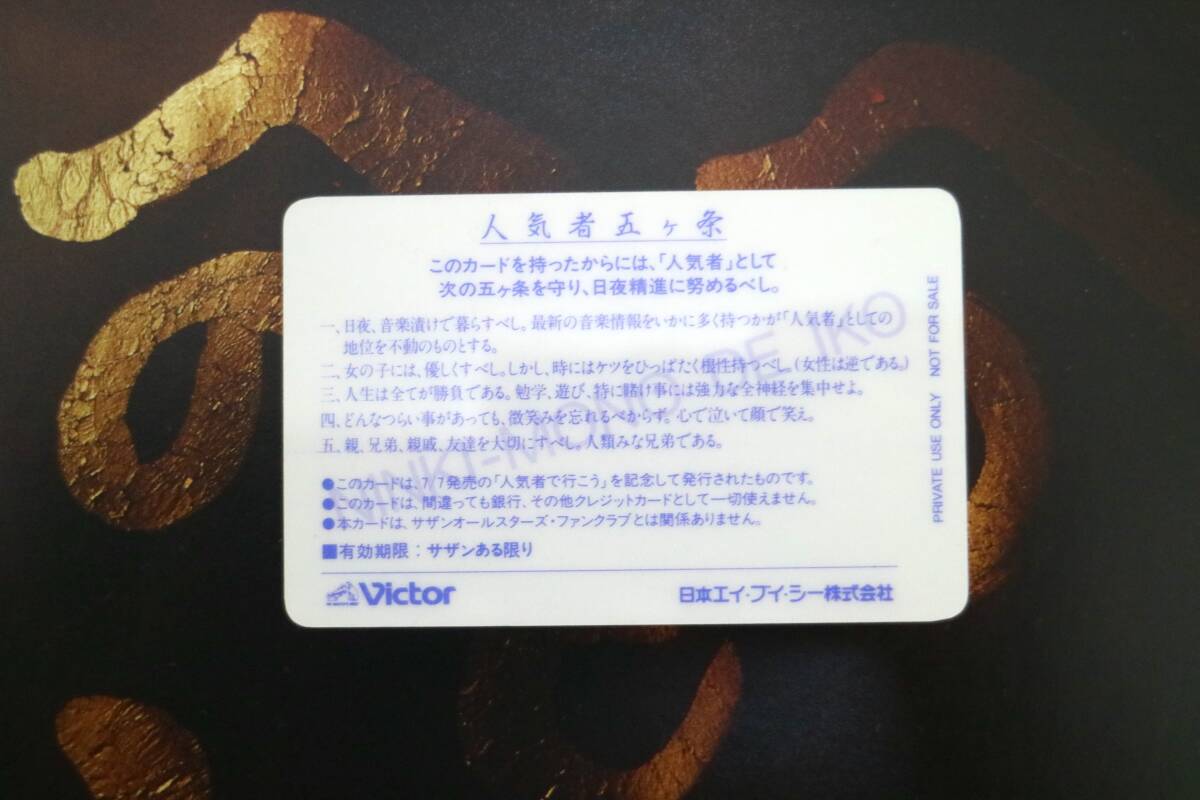 人気者五ヶ条
このカードを持ったからには、「人気者」として
次の五ヶ条を守り、日夜精進に努めるべし。
一、日夜、音楽漬けで暮らすべし。最新の音楽情報をいかに多く持つかが「人気者」としての
地位を不動のものとする。
二、女の子には、優しくすべし。しかし、時にはケツをひっぱたく根性持つべし。(女性は逆である。)
三、人生は全てが勝負である。勉学、遊び、特に賭け事には強力な全神経を集中せよ。
四、どんなつらい事があっても、微笑みを忘れるべからず。心で泣いて顔で笑え。
五、親、兄弟、親戚、友達を大切にすべし。人類みな兄弟である。
●このカードは、7/7発売の「人気者で行こう」を記念して発行されたものです。
●このカードは、間違っても銀行、その他クレジットカードとして一切使えません。
●本カードは、サザンオールスターズ・ファンクラブとは関係ありません。
■有効期限:サザンある限り
Victor 日本エイ・ブイ・シー株式会社
PRIVATE USE ONLY NOT FOR SALE
NINKI-MONO DE IKO